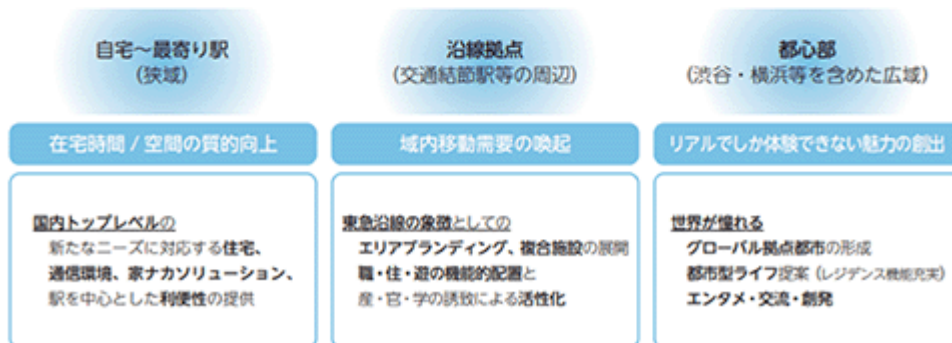 自宅〜最寄り駅
(狭域)
在宅時間 / 空間の質的向上
国内トップレベルの
新たなニーズに対応する住宅、
通信環境、家ナカソリューション、
駅を中心とした利便性の提供
沿線拠点
(交通結節駅等の周辺)
域内移動需要の喚起
東急沿線の象徴としての
エリアブランディング、複合施設の展開
職・住・遊の機能的配置と
産・官・学の誘致による活性化
都心部
(渋谷・横浜等を含めた広域)
リアルでしか体験できない魅力の創出
世界が憧れる
グローバル拠点都市の形成
都市型ライフ提案（レジデンス機能充実）
エンタメ・交流・創発